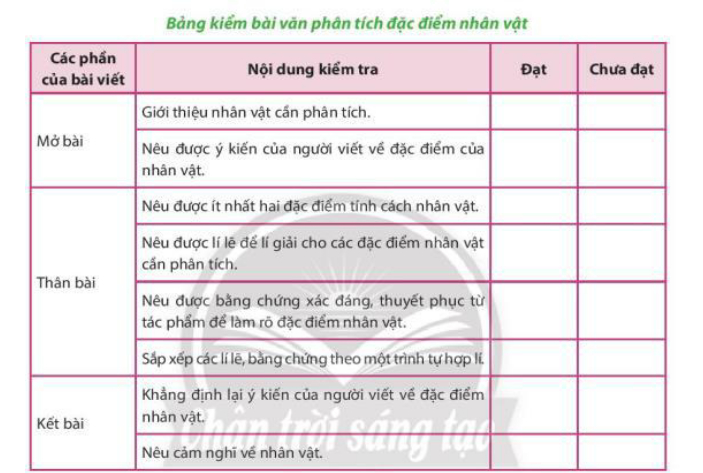 Bảng kiểm bài văn phân tích đặc điểm nhân vật
Các phần
của bài viết
Nội dung kiểm tra
Đạt
Chưa đạt
Mở bài
Giới thiệu nhân vật cần phân tích.
Nêu được ý kiến của người viết về đặc điểm của
nhân vật.
Thân bài
Nêu được ít nhất hai đặc điểm tính cách nhân vật.
Nêu được lí lẽ để lí giải cho các đặc điểm nhân vật
cần phân tích.
Nêu được bằng chứng xác đáng, thuyết phục từ
tác phẩm để làm rõ đặc điểm nhân vật.
Sắp xếp các lí lẽ, bằng chứng theo một trình tự hợp lí.
Kết bài
Khẳng định lại ý kiến của người viết về đặc điểm
nhân vật.
Nêu cảm nghĩ về nhân vật.
Chân trời sáng tạo